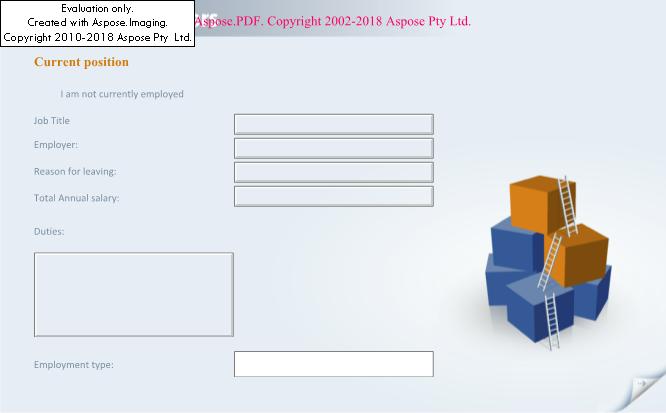 Evaluation only.
Created with Aspose.Imaging.
Copyright 2010-2018 Aspose Pty Ltd.
Aspose.PDF. Copyright 2002-2018 Aspose Pty Ltd.
Current position
I am not currently employed
Job Title
Employer:
Reason for leaving:
Total Annual salary:
Duties:
Employment type: